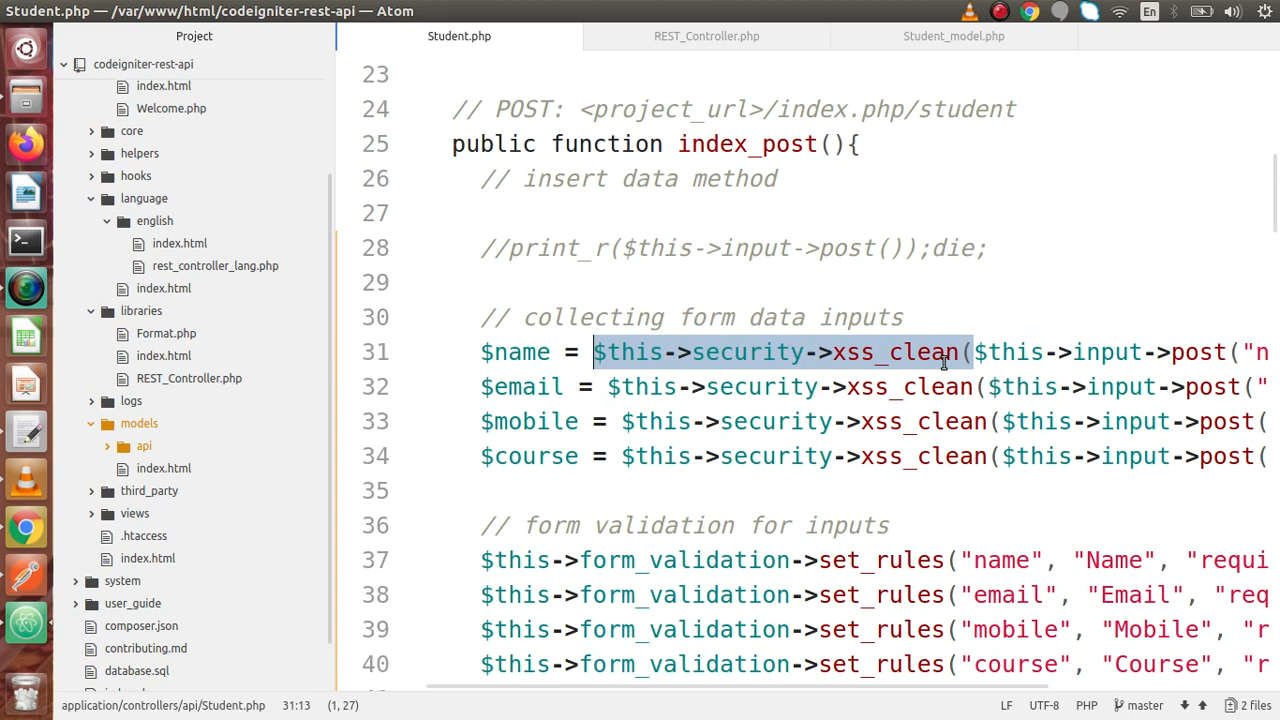 Student.php — /var/www/html/codeigniter-rest-api — Atom
En
Project
Student.php
REST_Controller.php
Student_model.php
codeigniter-rest-api
index.html
Welcome.php
core
helpers
hooks
language
english
index.html
rest_controller_lang.php
index.html
libraries
Format.php
index.html
REST_Controller.php
logs
models
api
index.html
third_party
views
.htaccess
index.html
system
user_guide
composer.json
contributing.md
database.sql
23
24 // POST: <project_url>/index.php/student
25 public function index_post(){
26 // insert data method
27
28 //print_r($this->input->post());die;
29
30 // collecting form data inputs
31 $name = $this->security->xss_clean($this->input->post("n
32 $email = $this->security->xss_clean($this->input->post("
33 $mobile = $this->security->xss_clean($this->input->post(
34 $course = $this->security->xss_clean($this->input->post(
35
36 // form validation for inputs
37 $this->form_validation->set_rules("name", "Name", "requi
38 $this->form_validation->set_rules("email", "Email", "req
39 $this->form_validation->set_rules("mobile", "Mobile", "r
40 $this->form_validation->set_rules("course", "Course", "r
application/controllers/api/Student.php 31:13 (1, 27) LF UTF-8 PHP master 2 files